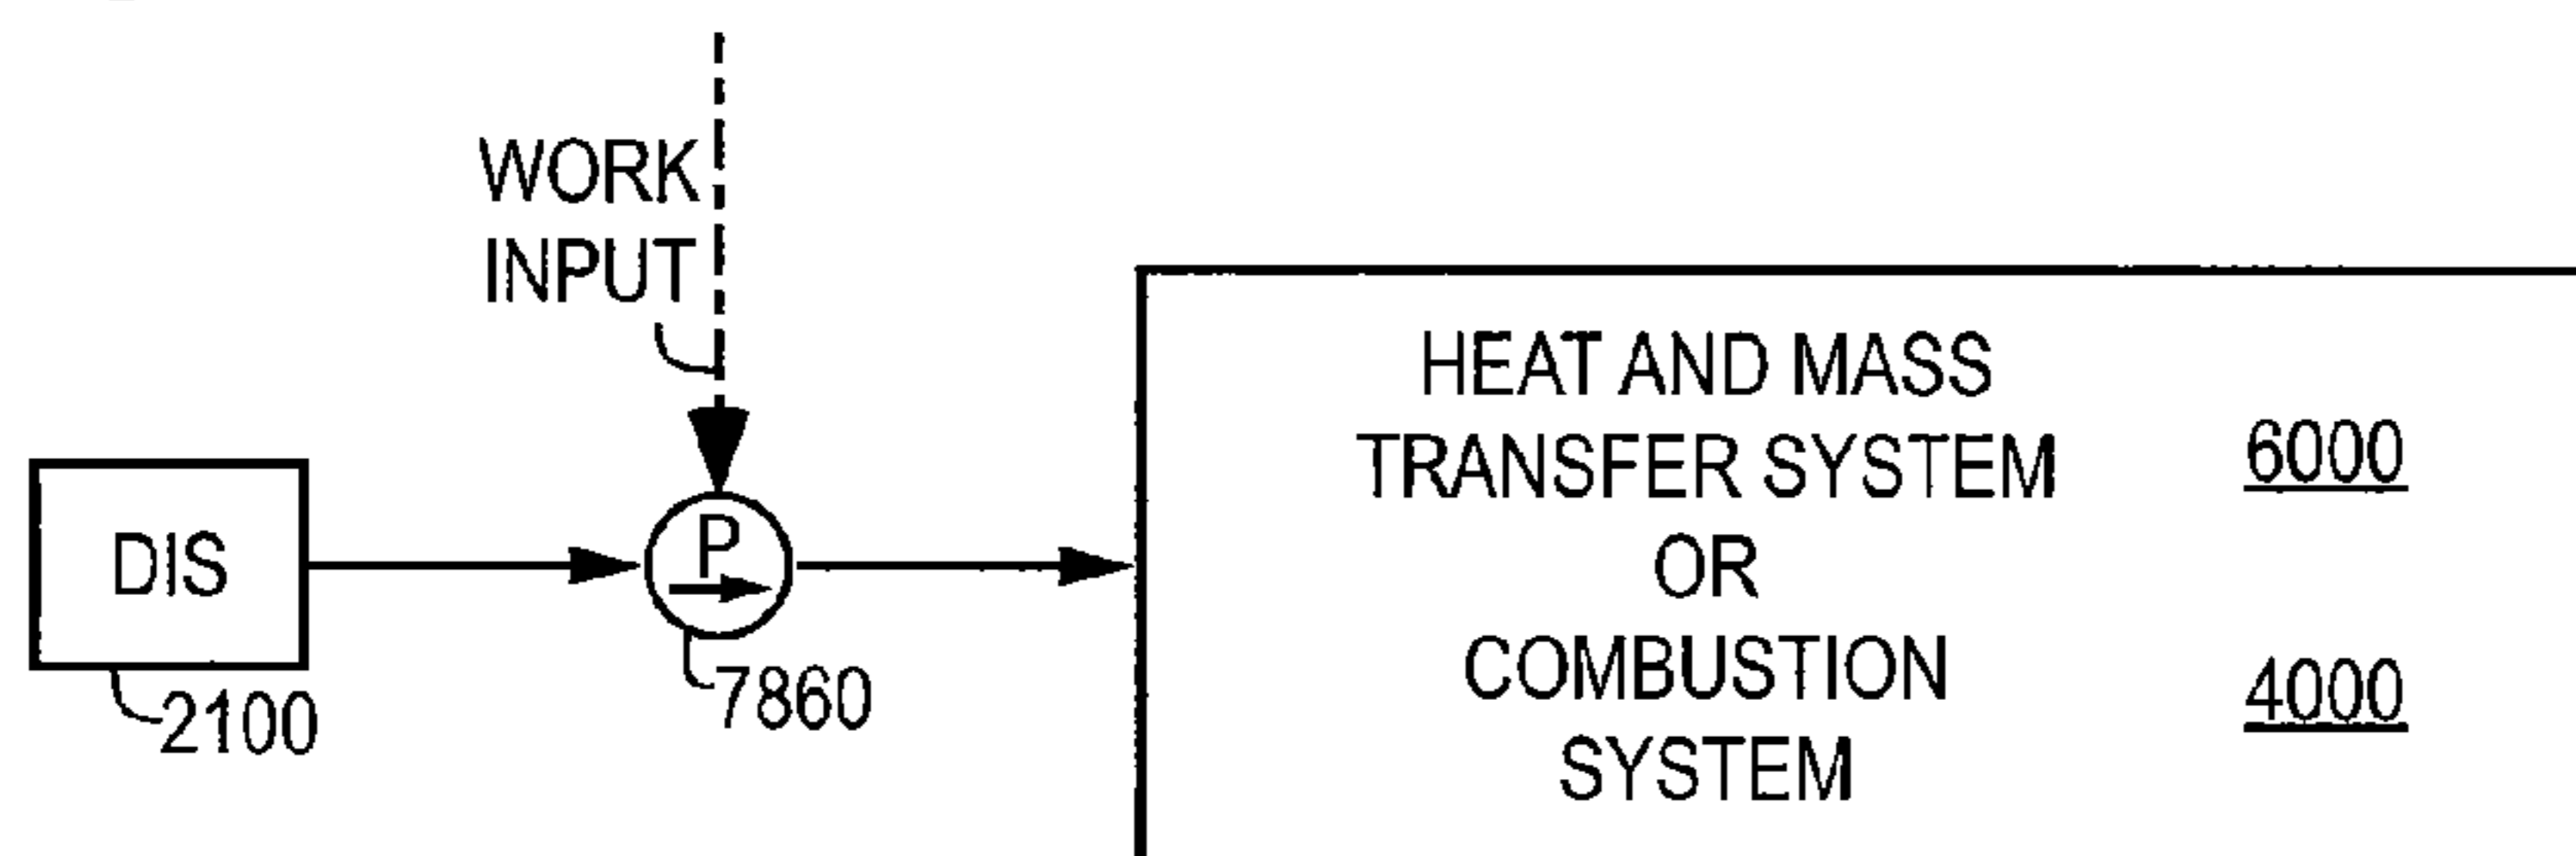 WORK
INPUT
DIS
2100
P
7860
HEAT AND MASS
TRANSFER SYSTEM
6000
OR
COMBUSTION
4000
SYSTEM